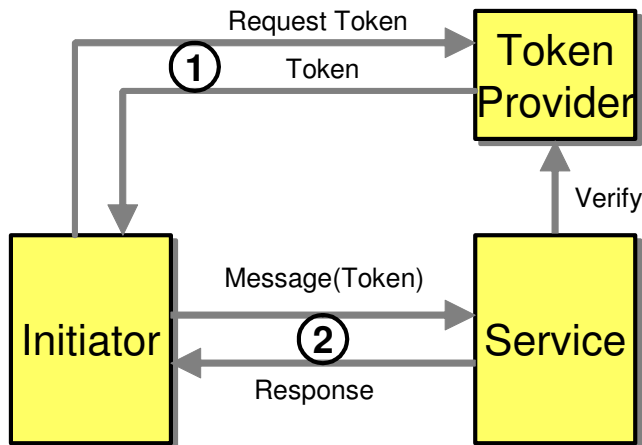 Request Token
1
Token
Token
Provider
Verify
Message(Token)
Initiator
2
Service
Response